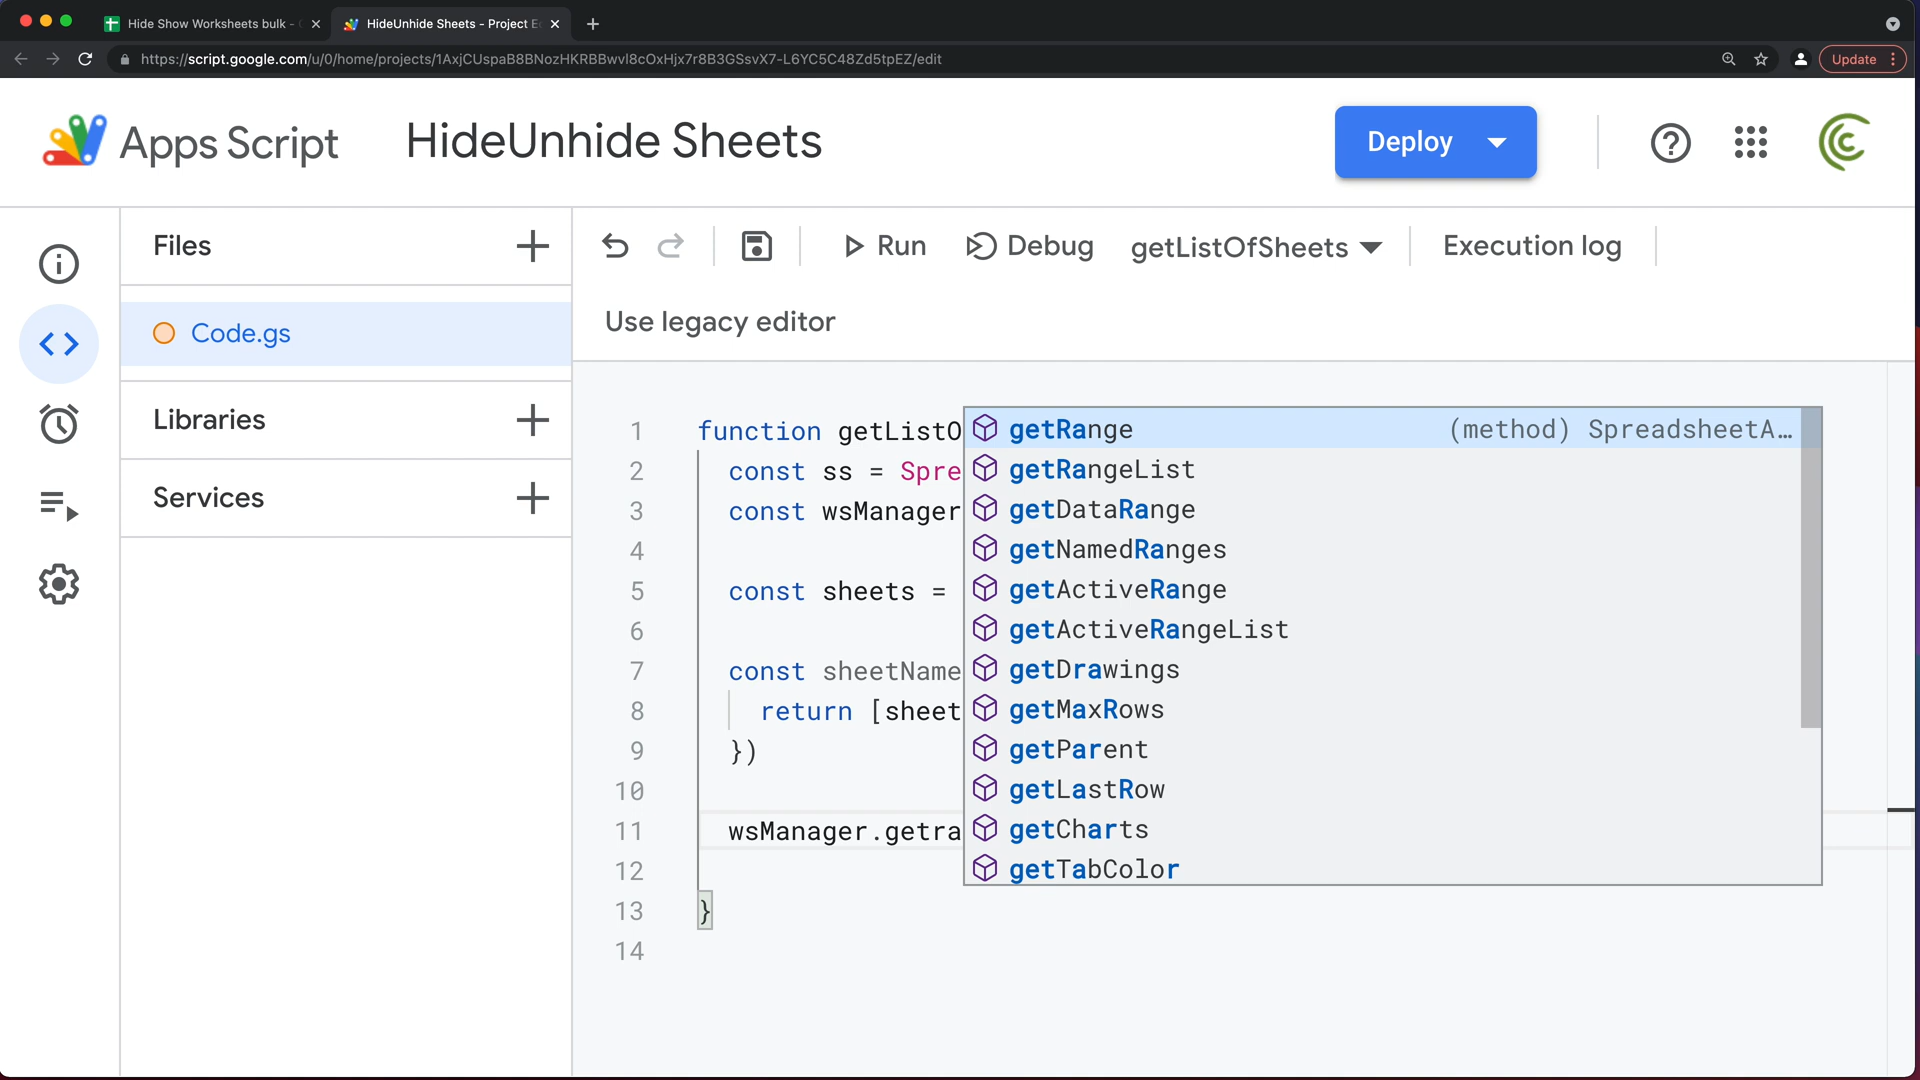 Hide Show Worksheets bulk -
HideUnhide Sheets - Project E
https://script.google.com/u/0/home/projects/1AxjCUspaB8BNozHKRBBwvl8cOxHjx7r8B3GSsvX7-L6YC5C48Zd5tpEZ/edit
Update
Apps Script
HideUnhide Sheets
Deploy
Files
Run
Debug
getListOfSheets
Execution log
Code.gs
Use legacy editor
Libraries
Services
1 function getListO
2 const ss = Spre
3 const wsManager
4
5 const sheets =
6
7 const sheetName
8 return [sheet
9 })
10
11 wsManager.getra
12
13 }
14
getRange (method) SpreadsheetA…
getRangeList
getDataRange
getNamedRanges
getActiveRange
getActiveRangeList
getDrawings
getMaxRows
getParent
getLastRow
getCharts
getTabColor